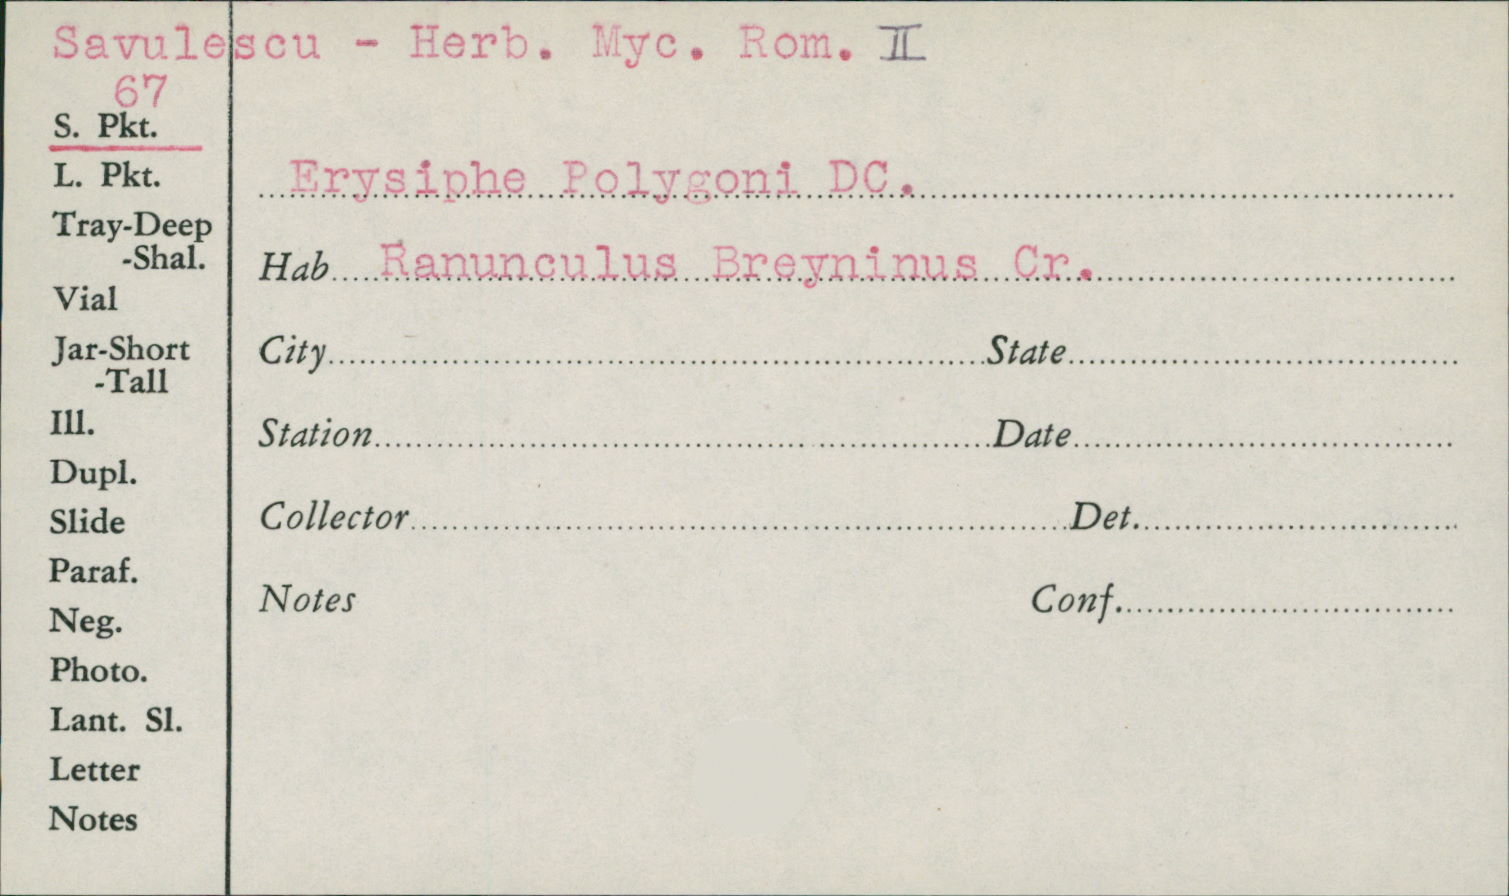 Savulescu - Herb. Myc. Rom. II
67
S. Pkt.
L. Pkt.
Tray-Deep
-Shal.
Vial
Jar-Short
-Tall
Ill.
Dupl.
Slide
Paraf.
Neg.
Photo.
Lant. Sl.
Letter
Notes
Erysiphe Polygoni DC.
Hab Ranunculus Breyninus Cr.
City State
Station Date
Collector Det.
Notes Conf.